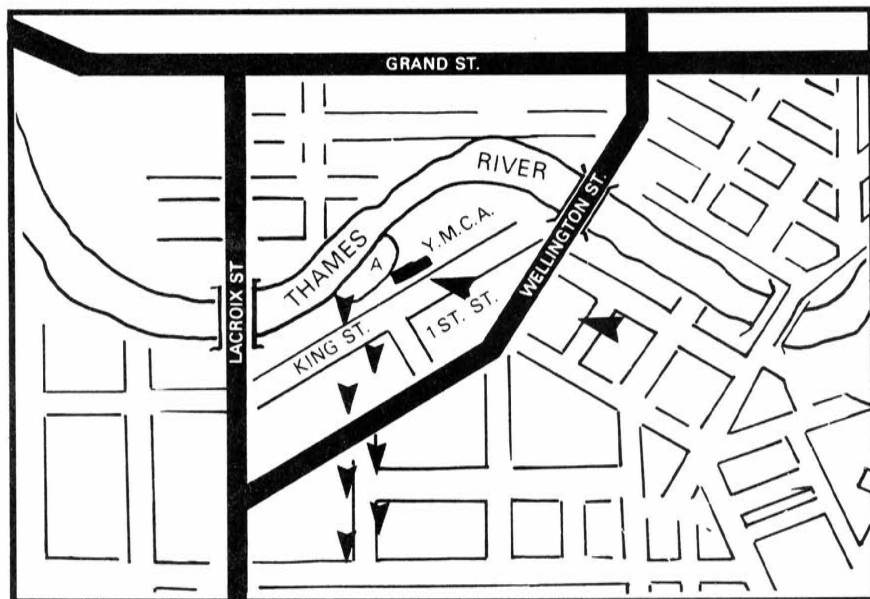 GRAND ST.
RIVER
THAMES
Y.M.C.A.
A
WELLINGTON ST.
LACROIX ST
KING ST.
1 ST. ST.